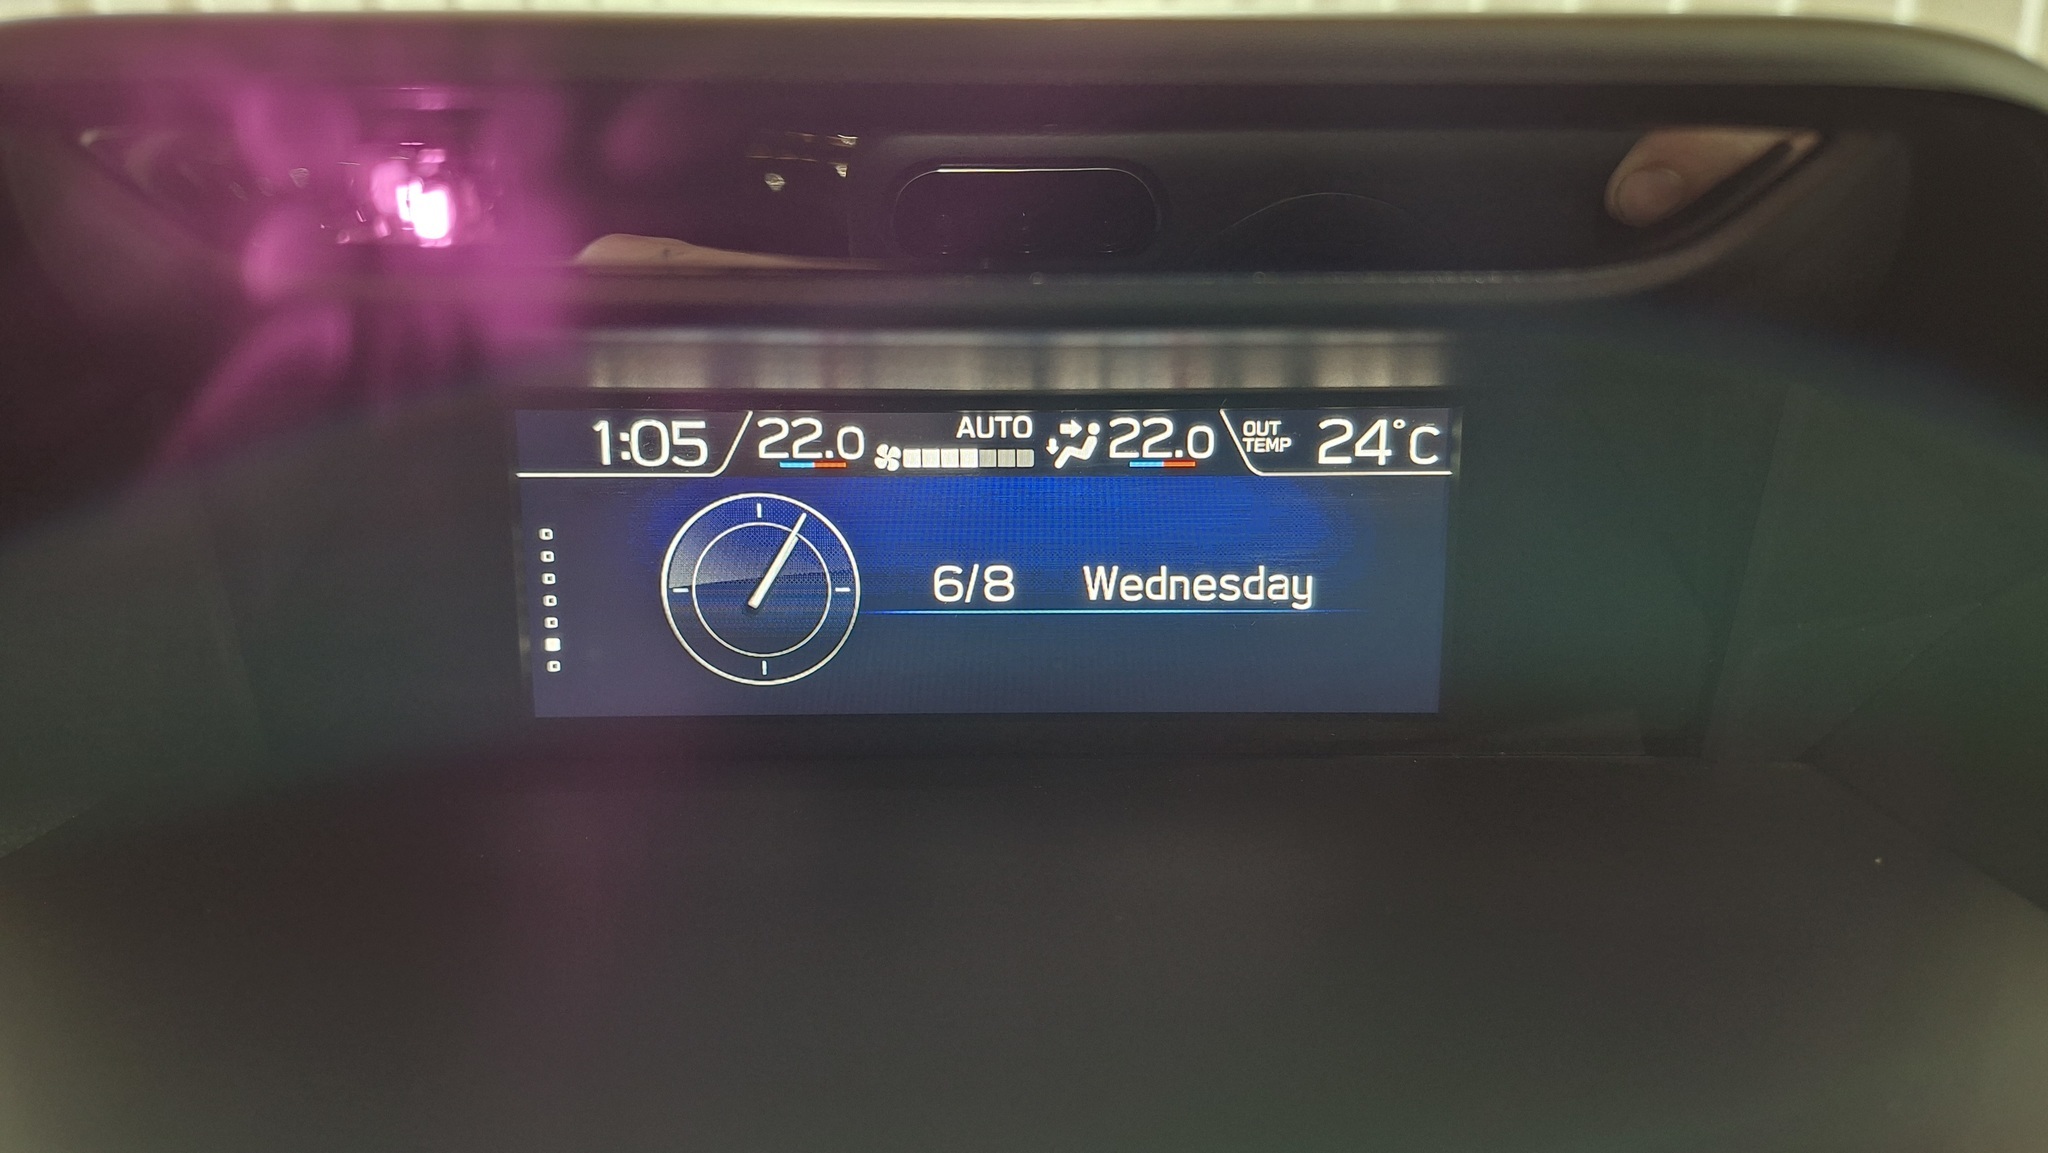 1:05 22.0 AUTO 22.0 OUT TEMP 24°C
6/8 Wednesday